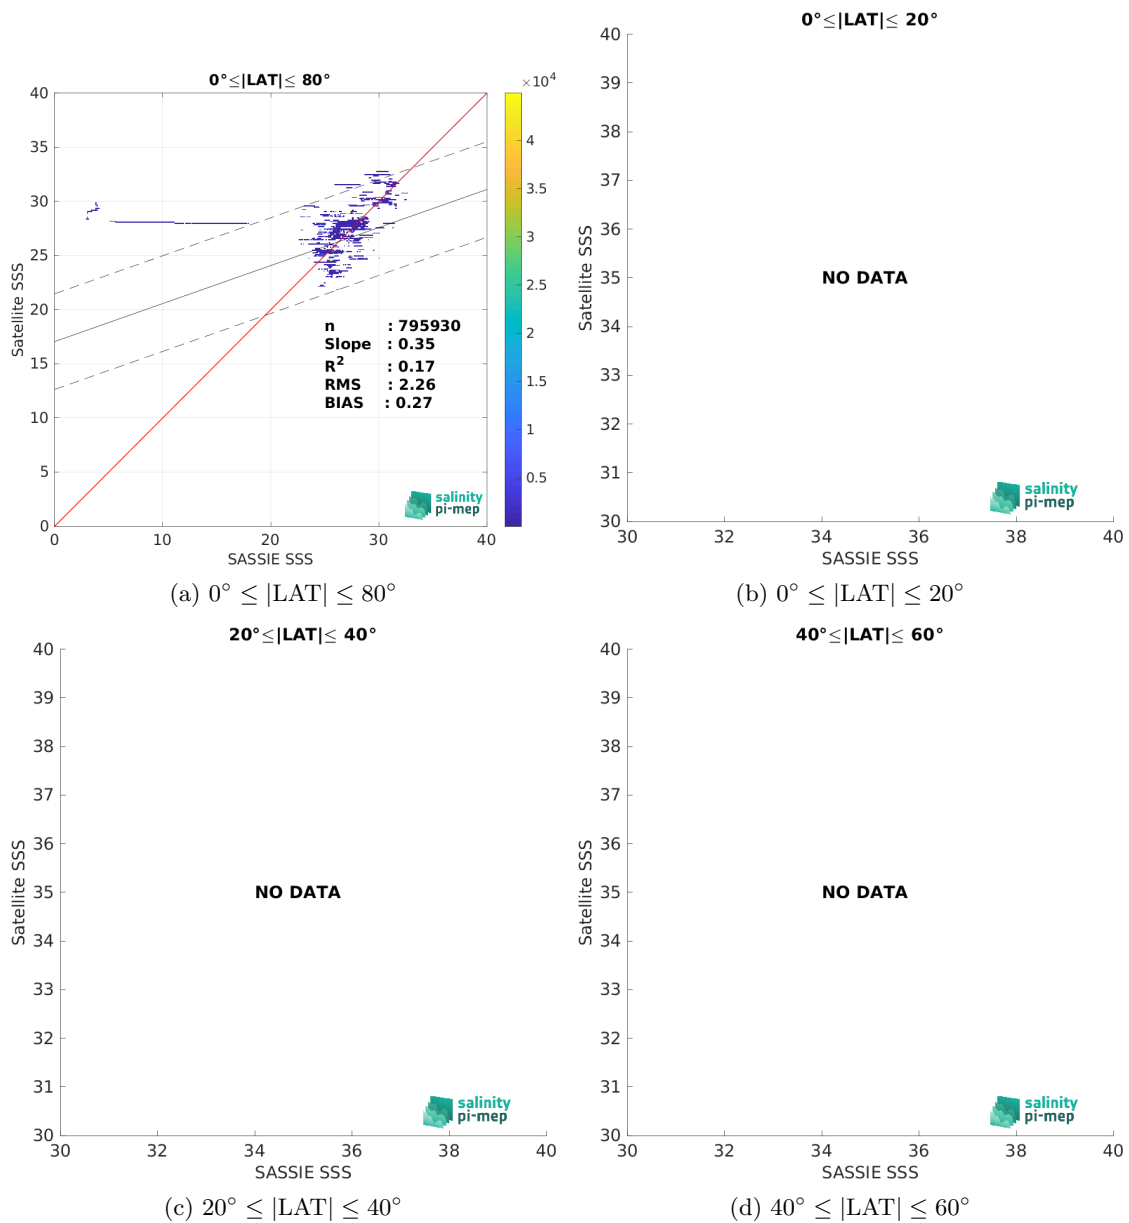 0°≤|LAT|≤ 80°
×10⁴
40
35
30
25
20
15
10
5
0
Satellite SSS
0
10
20
30
40
SASSIE SSS
4
3.5
3
2.5
2
1.5
1
0.5
n : 795930
Slope : 0.35
R² : 0.17
RMS : 2.26
BIAS : 0.27
salinity
pi-mep
(a) 0° ≤ |LAT| ≤ 80°
0°≤|LAT|≤ 20°
40
39
38
37
36
35
34
33
32
31
30
Satellite SSS
NO DATA
salinity
pi-mep
30
32
34
36
38
40
SASSIE SSS
(b) 0° ≤ |LAT| ≤ 20°
20°≤|LAT|≤ 40°
40
39
38
37
36
35
34
33
32
31
30
Satellite SSS
NO DATA
salinity
pi-mep
30
32
34
36
38
40
SASSIE SSS
(c) 20° ≤ |LAT| ≤ 40°
40°≤|LAT|≤ 60°
40
39
38
37
36
35
34
33
32
31
30
Satellite SSS
NO DATA
salinity
pi-mep
30
32
34
36
38
40
SASSIE SSS
(d) 40° ≤ |LAT| ≤ 60°